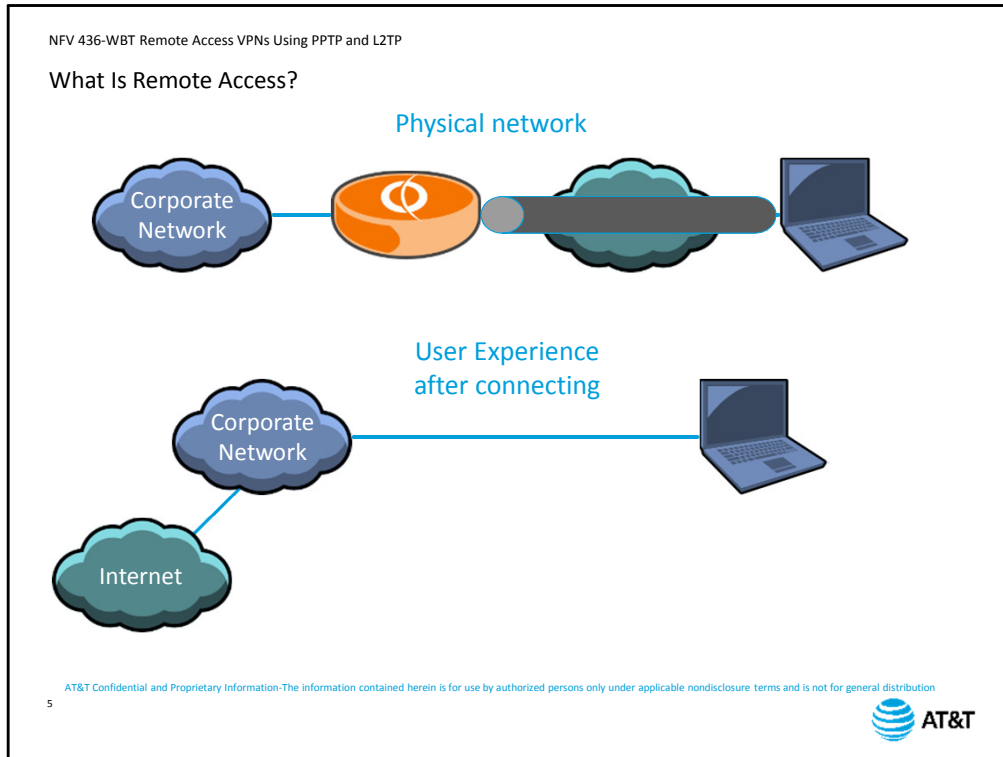 NFV 436-WBT Remote Access VPNs Using PPTP and L2TP
What Is Remote Access?
Physical network
Corporate
Network
User Experience
after connecting
Corporate
Network
Internet
AT&T Confidential and Proprietary Information-The information contained herein is for use by authorized persons only under applicable nondisclosure terms and is not for general distribution
5
AT&T